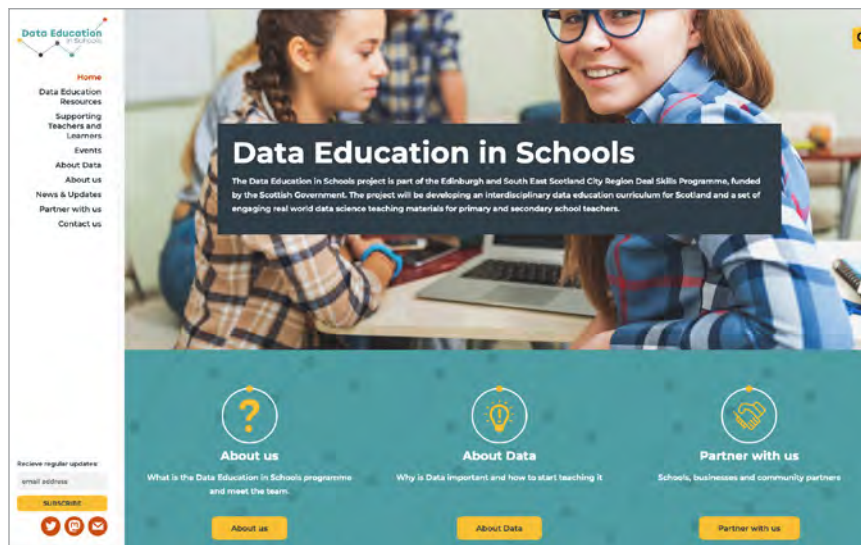 Data Education
in Schools
Home
Data Education
Resources
Supporting
Teachers and
Learners
Events
About Data
About us
News & Updates
Partner with us
Contact us
Recieve regular updates:
email address
SUBSCRIBE
Data Education in Schools
The Data Education in Schools project is part of the Edinburgh and South East Scotland City Region Deal Skills Programme, funded
by the Scottish Government. The project will be developing an interdisciplinary data education curriculum for Scotland and a set of
engaging real world data science teaching materials for primary and secondary school teachers.
About us
What is the Data Education in Schools programme
and meet the team.
About us
About Data
Why is Data important and how to start teaching it
About Data
Partner with us
Schools, businesses and community partners
Partner with us